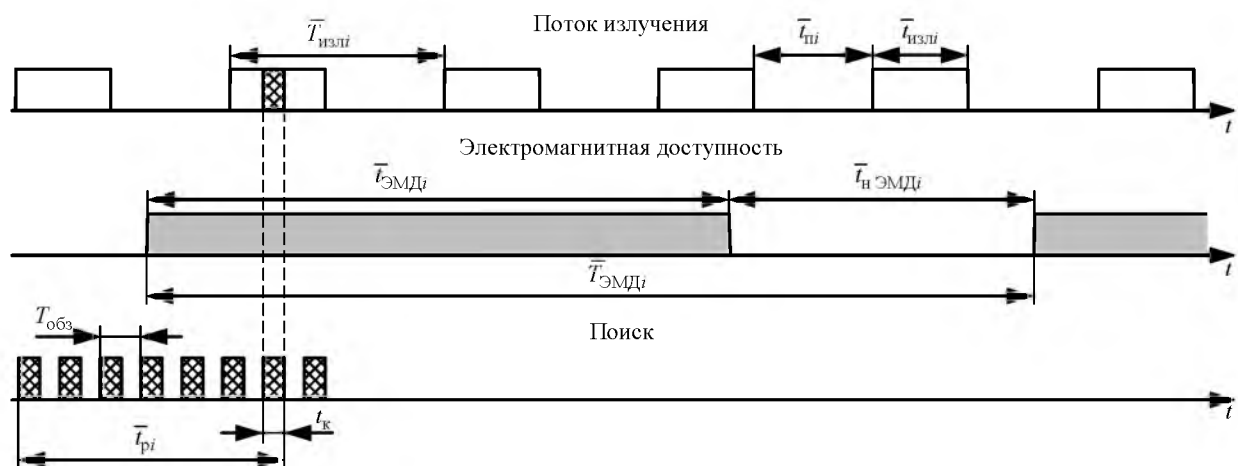 Поток излучения
T̅излi
t̅пi
t̅излi
t
Электромагнитная доступность
t̅ЭМДi
t̅н ЭМДi
t
T̅ЭМДi
Tобз
Поиск
tк
t
t̅рi